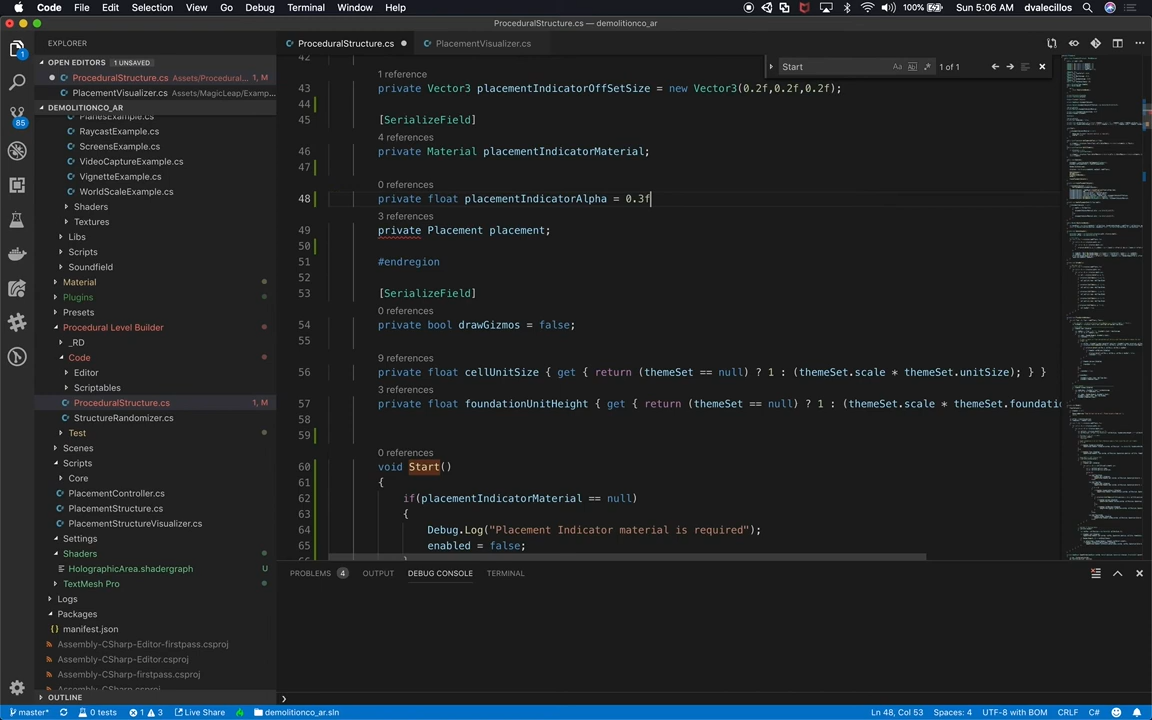 Code File Edit Selection View Go Debug Terminal Window Help 100% Sun 5:06 AM dvalecillos
ProceduralStructure.cs — demolitionco_ar
EXPLORER
OPEN EDITORS 1 UNSAVED
ProceduralStructure.cs Assets/Procedural... 1, M
PlacementVisualizer.cs Assets/MagicLeap/Examp...
DEMOLITIONCO_AR
PlanesExample.cs
RaycastExample.cs
ScreensExample.cs
VideoCaptureExample.cs
VignetteExample.cs
WorldScaleExample.cs
Shaders
Textures
Libs
Scripts
Soundfield
Material
Plugins
Presets
Procedural Level Builder
_RD
Code
Editor
Scriptables
ProceduralStructure.cs 1, M
StructureRandomizer.cs
Test
Scenes
Scripts
Core
PlacementController.cs
PlacementStructure.cs
PlacementStructureVisualizer.cs
Settings
Shaders
HolographicArea.shadergraph U
TextMesh Pro
Logs
Packages
manifest.json
Assembly-CSharp-Editor-firstpass.csproj
Assembly-CSharp-Editor.csproj
Assembly-CSharp-firstpass.csproj
Assembly-CSharp.csproj
OUTLINE
1
85
ProceduralStructure.cs PlacementVisualizer.cs
Start Aa Abl .* 1 of 1
42
1 reference
43 private Vector3 placementIndicatorOffSetSize = new Vector3(0.2f,0.2f,0.2f);
44
45 [SerializeField]
4 references
46 private Material placementIndicatorMaterial;
47
0 references
48 private float placementIndicatorAlpha = 0.3f
3 references
49 private Placement placement;
50
51 #endregion
52
53 [SerializeField]
0 references
54 private bool drawGizmos = false;
55
9 references
56 private float cellUnitSize { get { return (themeSet == null) ? 1 : (themeSet.scale * themeSet.unitSize); } }
3 references
57 private float foundationUnitHeight { get { return (themeSet == null) ? 1 : (themeSet.scale * themeSet.foundatio
58
59
0 references
60 void Start()
61 {
62 if(placementIndicatorMaterial == null)
63 {
64 Debug.Log("Placement Indicator material is required");
65 enabled = false;
66 }
PROBLEMS 4 OUTPUT DEBUG CONSOLE TERMINAL
master* 0 tests 1 3 Live Share demolitionco_ar.sln Ln 48, Col 53 Spaces: 4 UTF-8 with BOM CRLF C#